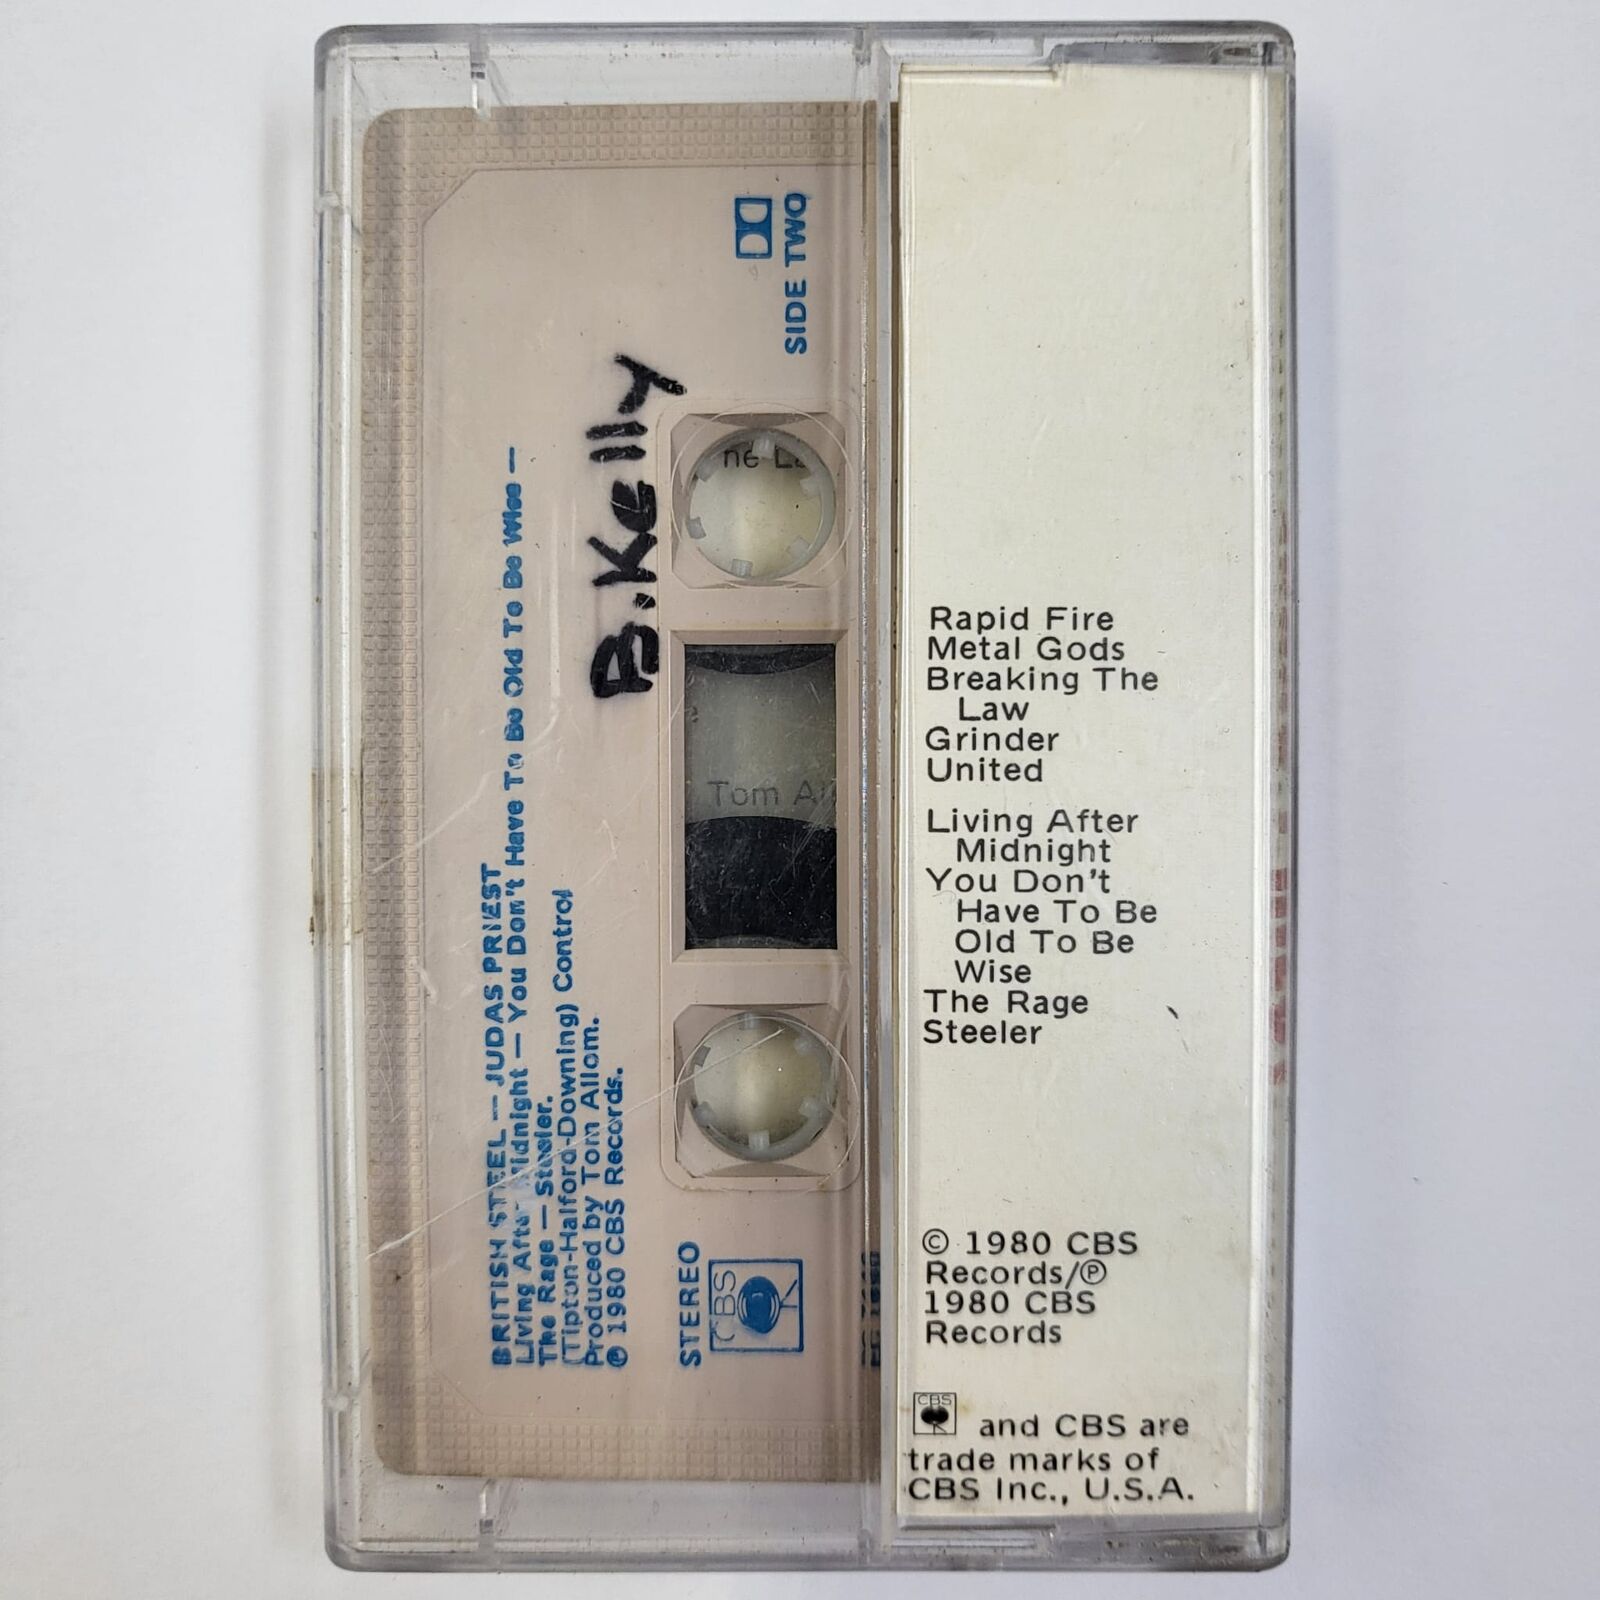 SIDE TWO
B.Kelly
BRITISH STEEL — JUDAS PRIEST
Living After Midnight — You Don't Have To Be Old To Be Wise —
The Rage — Steeler.
(Tipton-Halford-Downing) Control
Produced by Tom Allom.
℗ 1980 CBS Records.
STEREO
CBS
Tom
Rapid Fire
Metal Gods
Breaking The
Law
Grinder
United
Living After
Midnight
You Don't
Have To Be
Old To Be
Wise
The Rage
Steeler
© 1980 CBS
Records/℗
1980 CBS
Records
CBS and CBS are
trade marks of
CBS Inc., U.S.A.